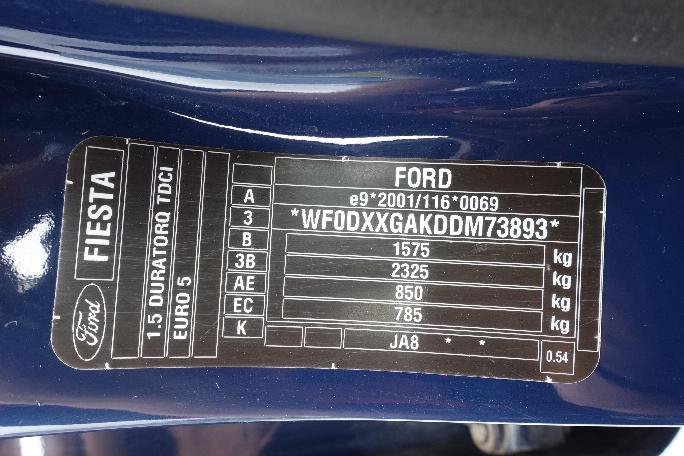 Ford
FIESTA
1.5 DURATORQ TDCI
EURO 5
A
3
B
3B
AE
EC
K
FORD
e9*2001/116*0069
*WF0DXXGAKDDM73893*
1575 kg
2325 kg
850 kg
785 kg
JA8 * *
0.54